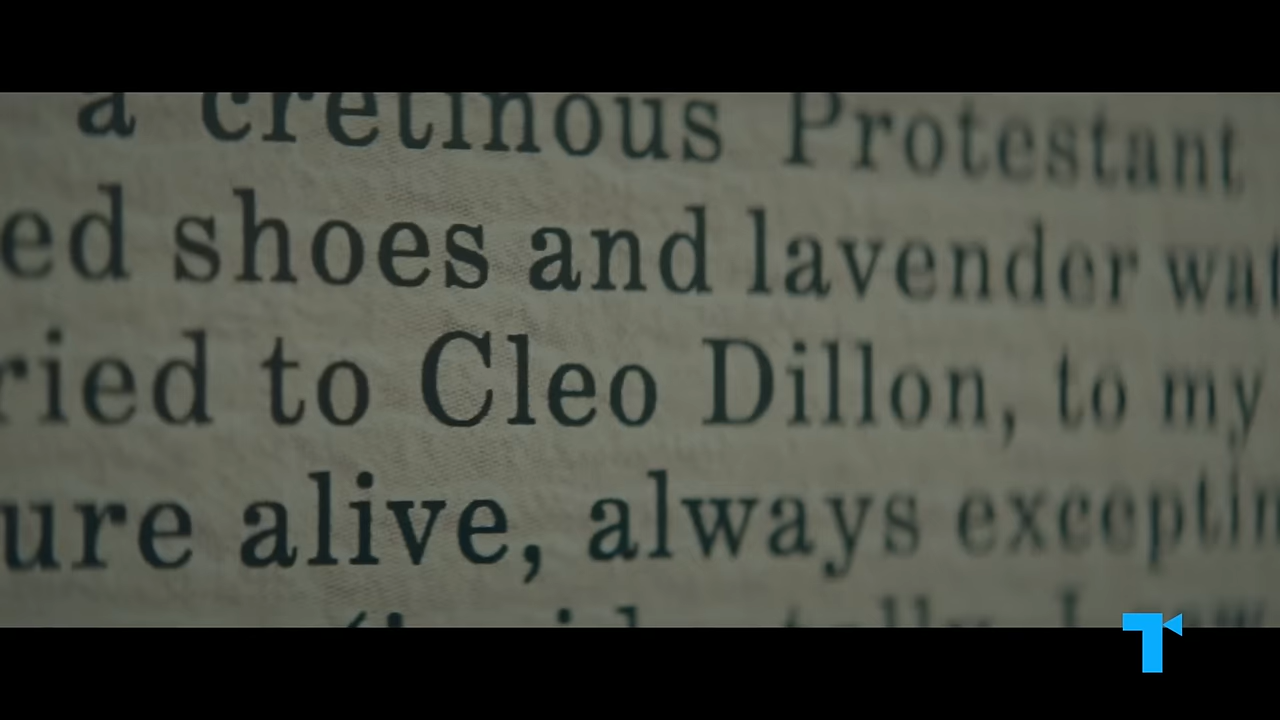 a cretinous Protestant
ed shoes and lavender wat
ried to Cleo Dillon, to my
ure alive, always exceptin